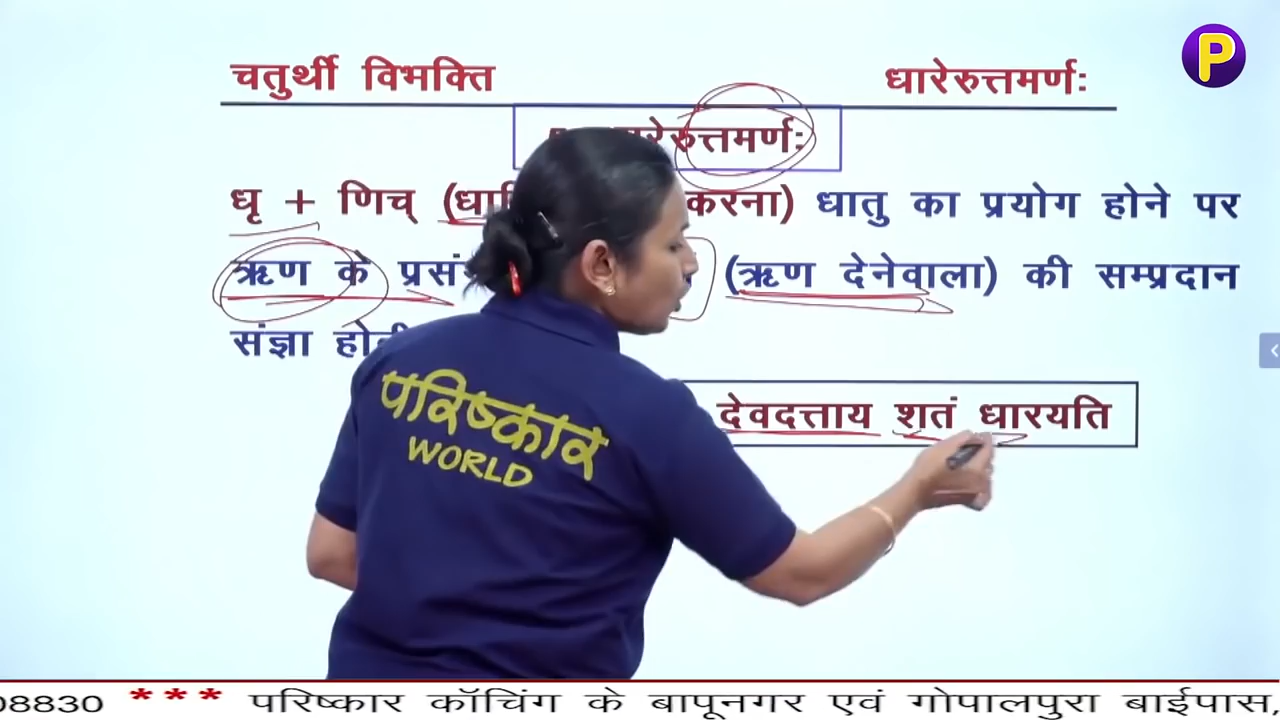 चतुर्थी विभक्ति धारेरुत्तमर्णः
P
रुत्तमर्णः
धृ + णिच् करना) धातु का प्रयोग होने पर
ऋण के (ऋण देनेवाला) की सम्प्रदान
संज्ञा
देवदत्ताय शतं धारयति
परिष्कार
WORLD
08830 *** परिष्कार कॉचिंग के बापूनगर एवं गोपालपुरा बाईपास,